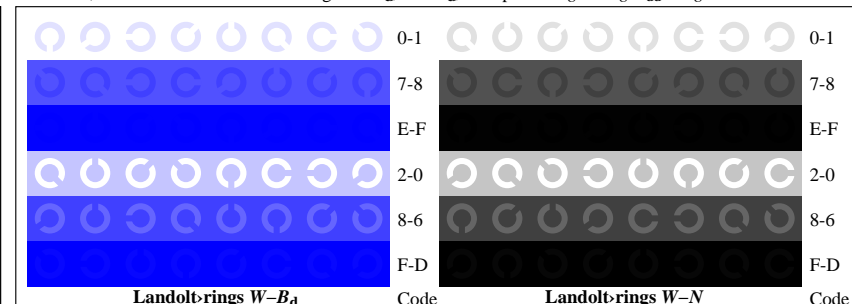 0-1
7-8
E-F
2-0
8-6
F-D
Landolt›rings W–Bd
Code
0-1
7-8
E-F
2-0
8-6
F-D
Landolt›rings W–N
Code